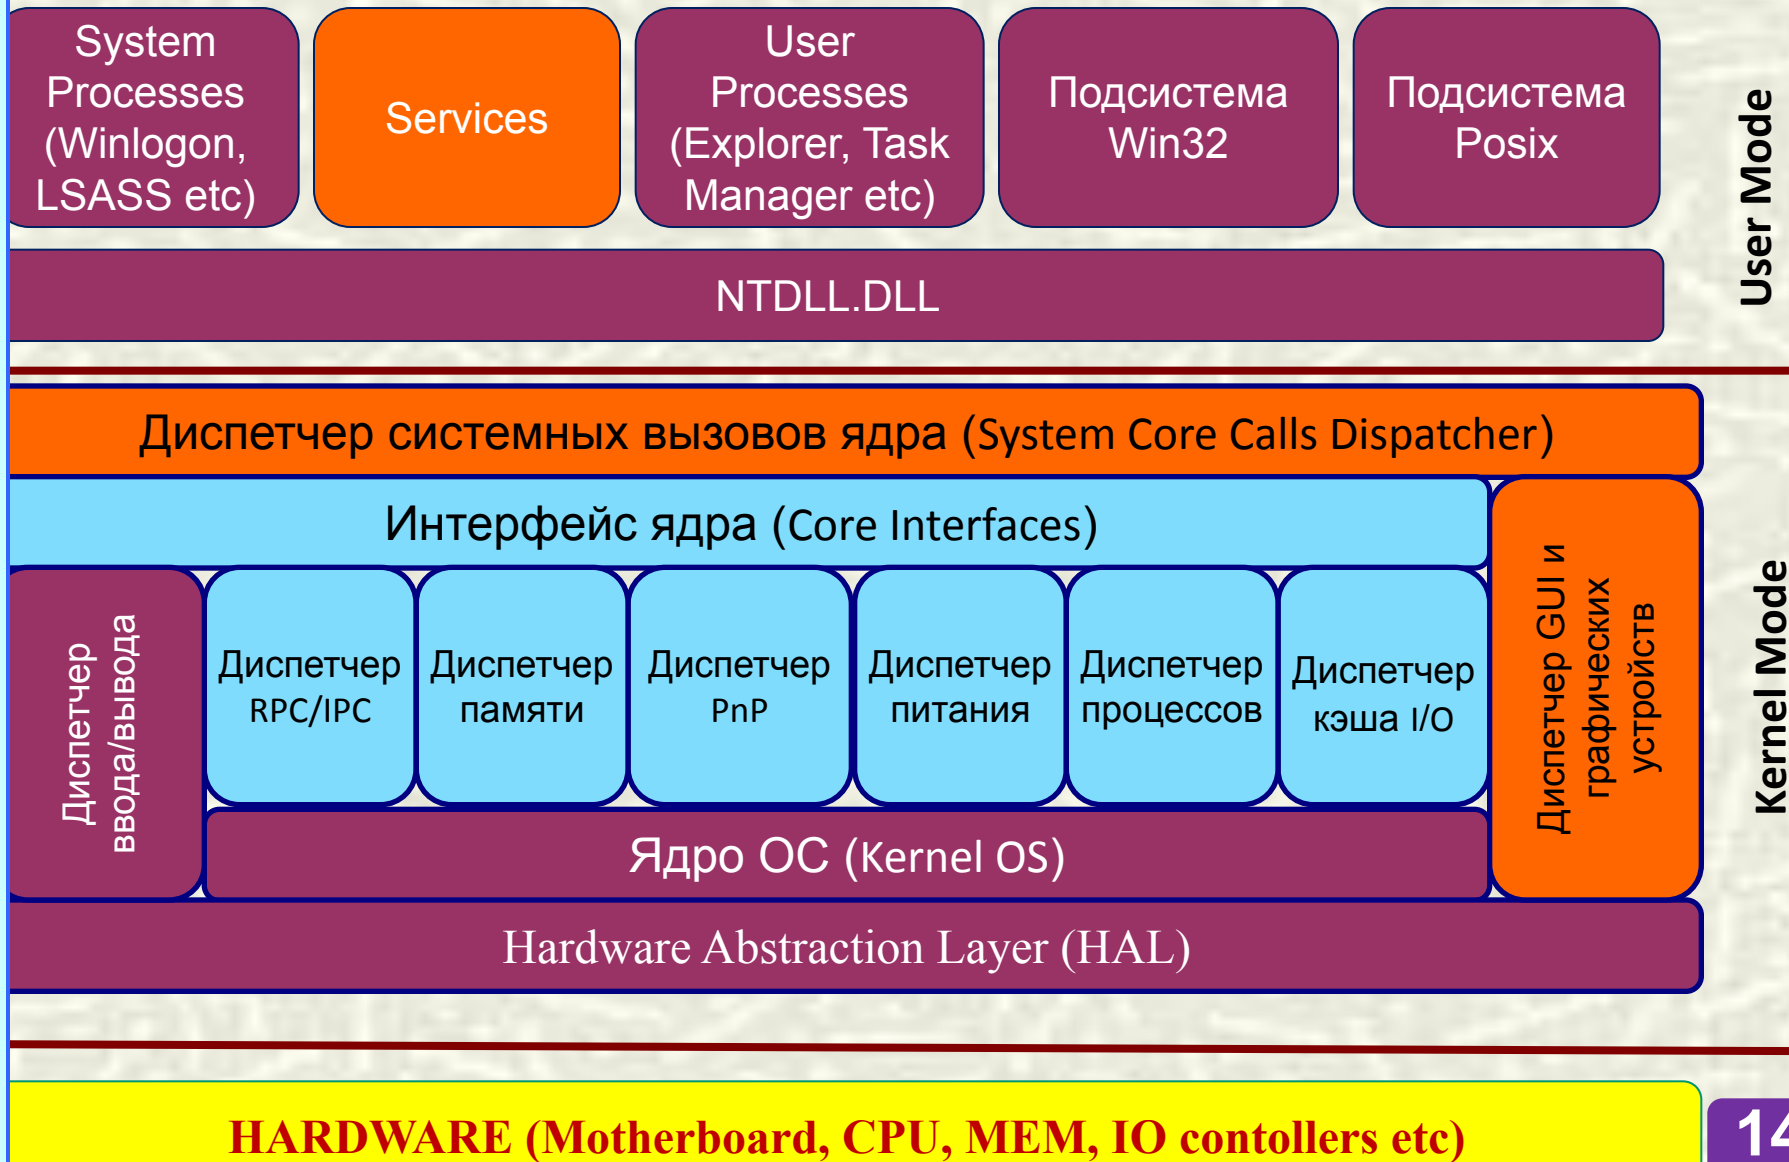 System
Processes
(Winlogon,
LSASS etc)
Services
User
Processes
(Explorer, Task
Manager etc)
Подсистема
Win32
Подсистема
Posix
User Mode
NTDLL.DLL
Диспетчер системных вызовов ядра (System Core Calls Dispatcher)
Интерфейс ядра (Core Interfaces)
Диспетчер
ввода/вывода
Диспетчер
RPC/IPC
Диспетчер
памяти
Диспетчер
PnP
Диспетчер
питания
Диспетчер
процессов
Диспетчер
кэша I/O
Диспетчер GUI и
графических
устройств
Kernel Mode
Ядро ОС (Kernel OS)
Hardware Abstraction Layer (HAL)
HARDWARE (Motherboard, CPU, MEM, IO contollers etc)
14